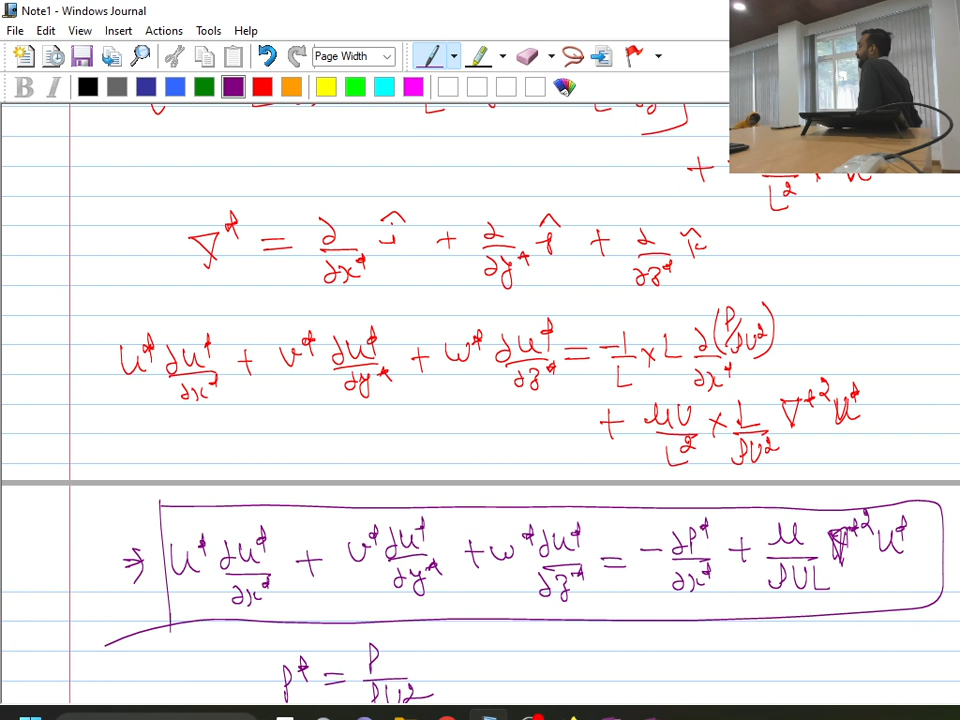 Note1 - Windows Journal
File Edit View Insert Actions Tools Help
Page Width
B I
L²
∇* = ∂/∂x* î + ∂/∂y* ĵ + ∂/∂z* k̂
u* ∂u*/∂x* + v* ∂u*/∂y* + w* ∂u*/∂z* = -1/L × L ∂(P/ρU²)/∂x*
+ μU/L² × L/ρU² ∇*² u*
⇒ u* ∂u*/∂x* + v* ∂u*/∂y* + w* ∂u*/∂z* = - ∂P*/∂x* + μ/ρUL ∇*² u*
P* = P/ρU²